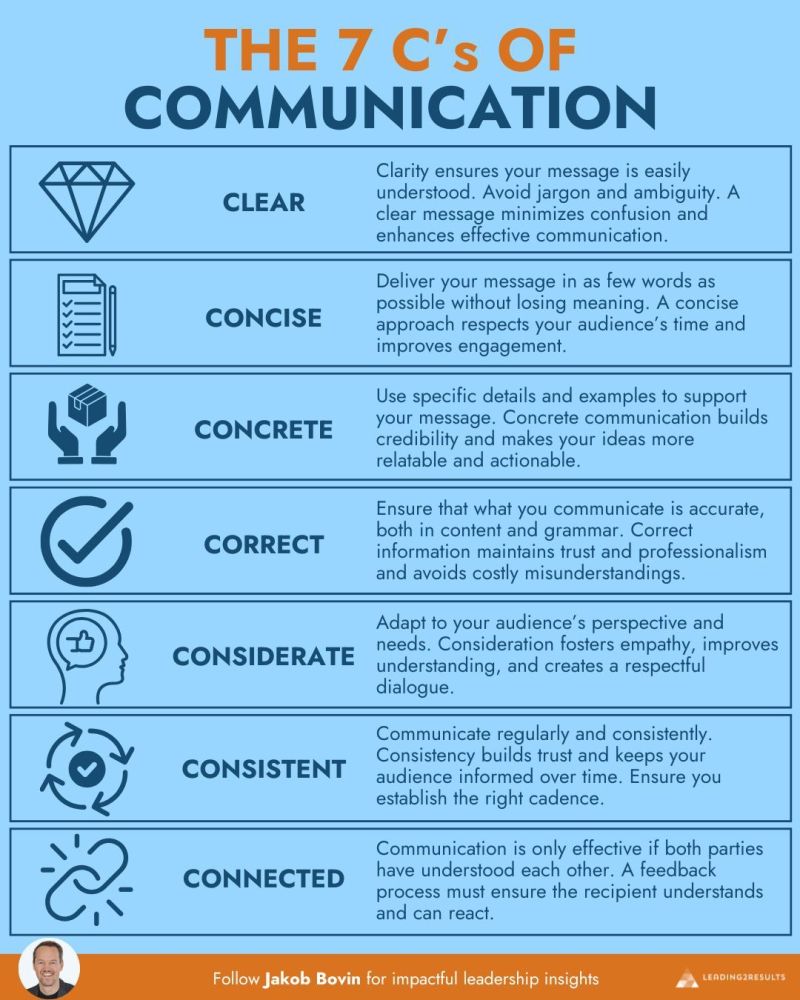 THE 7 C's OF
COMMUNICATION
CLEAR
Clarity ensures your message is easily
understood. Avoid jargon and ambiguity. A
clear message minimizes confusion and
enhances effective communication.
CONCISE
Deliver your message in as few words as
possible without losing meaning. A concise
approach respects your audience's time and
improves engagement.
CONCRETE
Use specific details and examples to support
your message. Concrete communication builds
credibility and makes your ideas more
relatable and actionable.
CORRECT
Ensure that what you communicate is accurate,
both in content and grammar. Correct
information maintains trust and professionalism
and avoids costly misunderstandings.
CONSIDERATE
Adapt to your audience's perspective and
needs. Consideration fosters empathy, improves
understanding, and creates a respectful
dialogue.
CONSISTENT
Communicate regularly and consistently.
Consistency builds trust and keeps your
audience informed over time. Ensure you
establish the right cadence.
CONNECTED
Communication is only effective if both parties
have understood each other. A feedback
process must ensure the recipient understands
and can react.
Follow Jakob Bovin for impactful leadership insights
LEADING2RESULTS